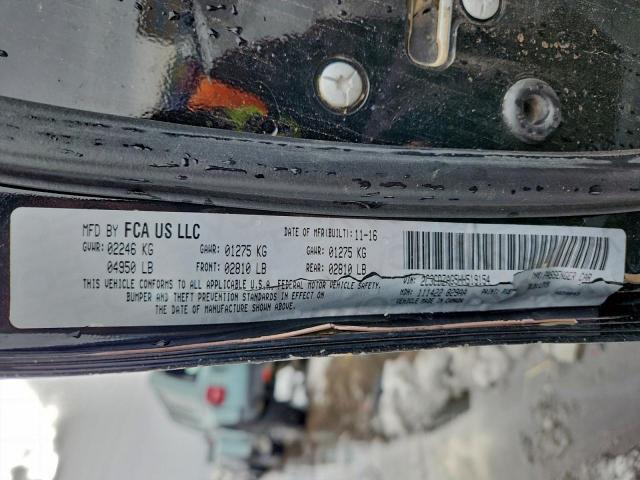 MFD BY FCA US LLC
DATE OF MFR(BUILT): 11-16
GVWR: 02246 KG GAWR: 01275 KG GAWR: 01275 KG
04950 LB FRONT: 02810 LB REAR: 02810 LB
THIS VEHICLE CONFORMS TO ALL APPLICABLE U.S.A. FEDERAL MOTOR VEHICLE SAFETY,
BUMPER AND THEFT PREVENTION STANDARDS IN EFFECT ON
THE DATE OF MANUFACTURE SHOWN ABOVE.
VIN: PASSENGER CAR
MDH: 111422 MADE IN CANADA